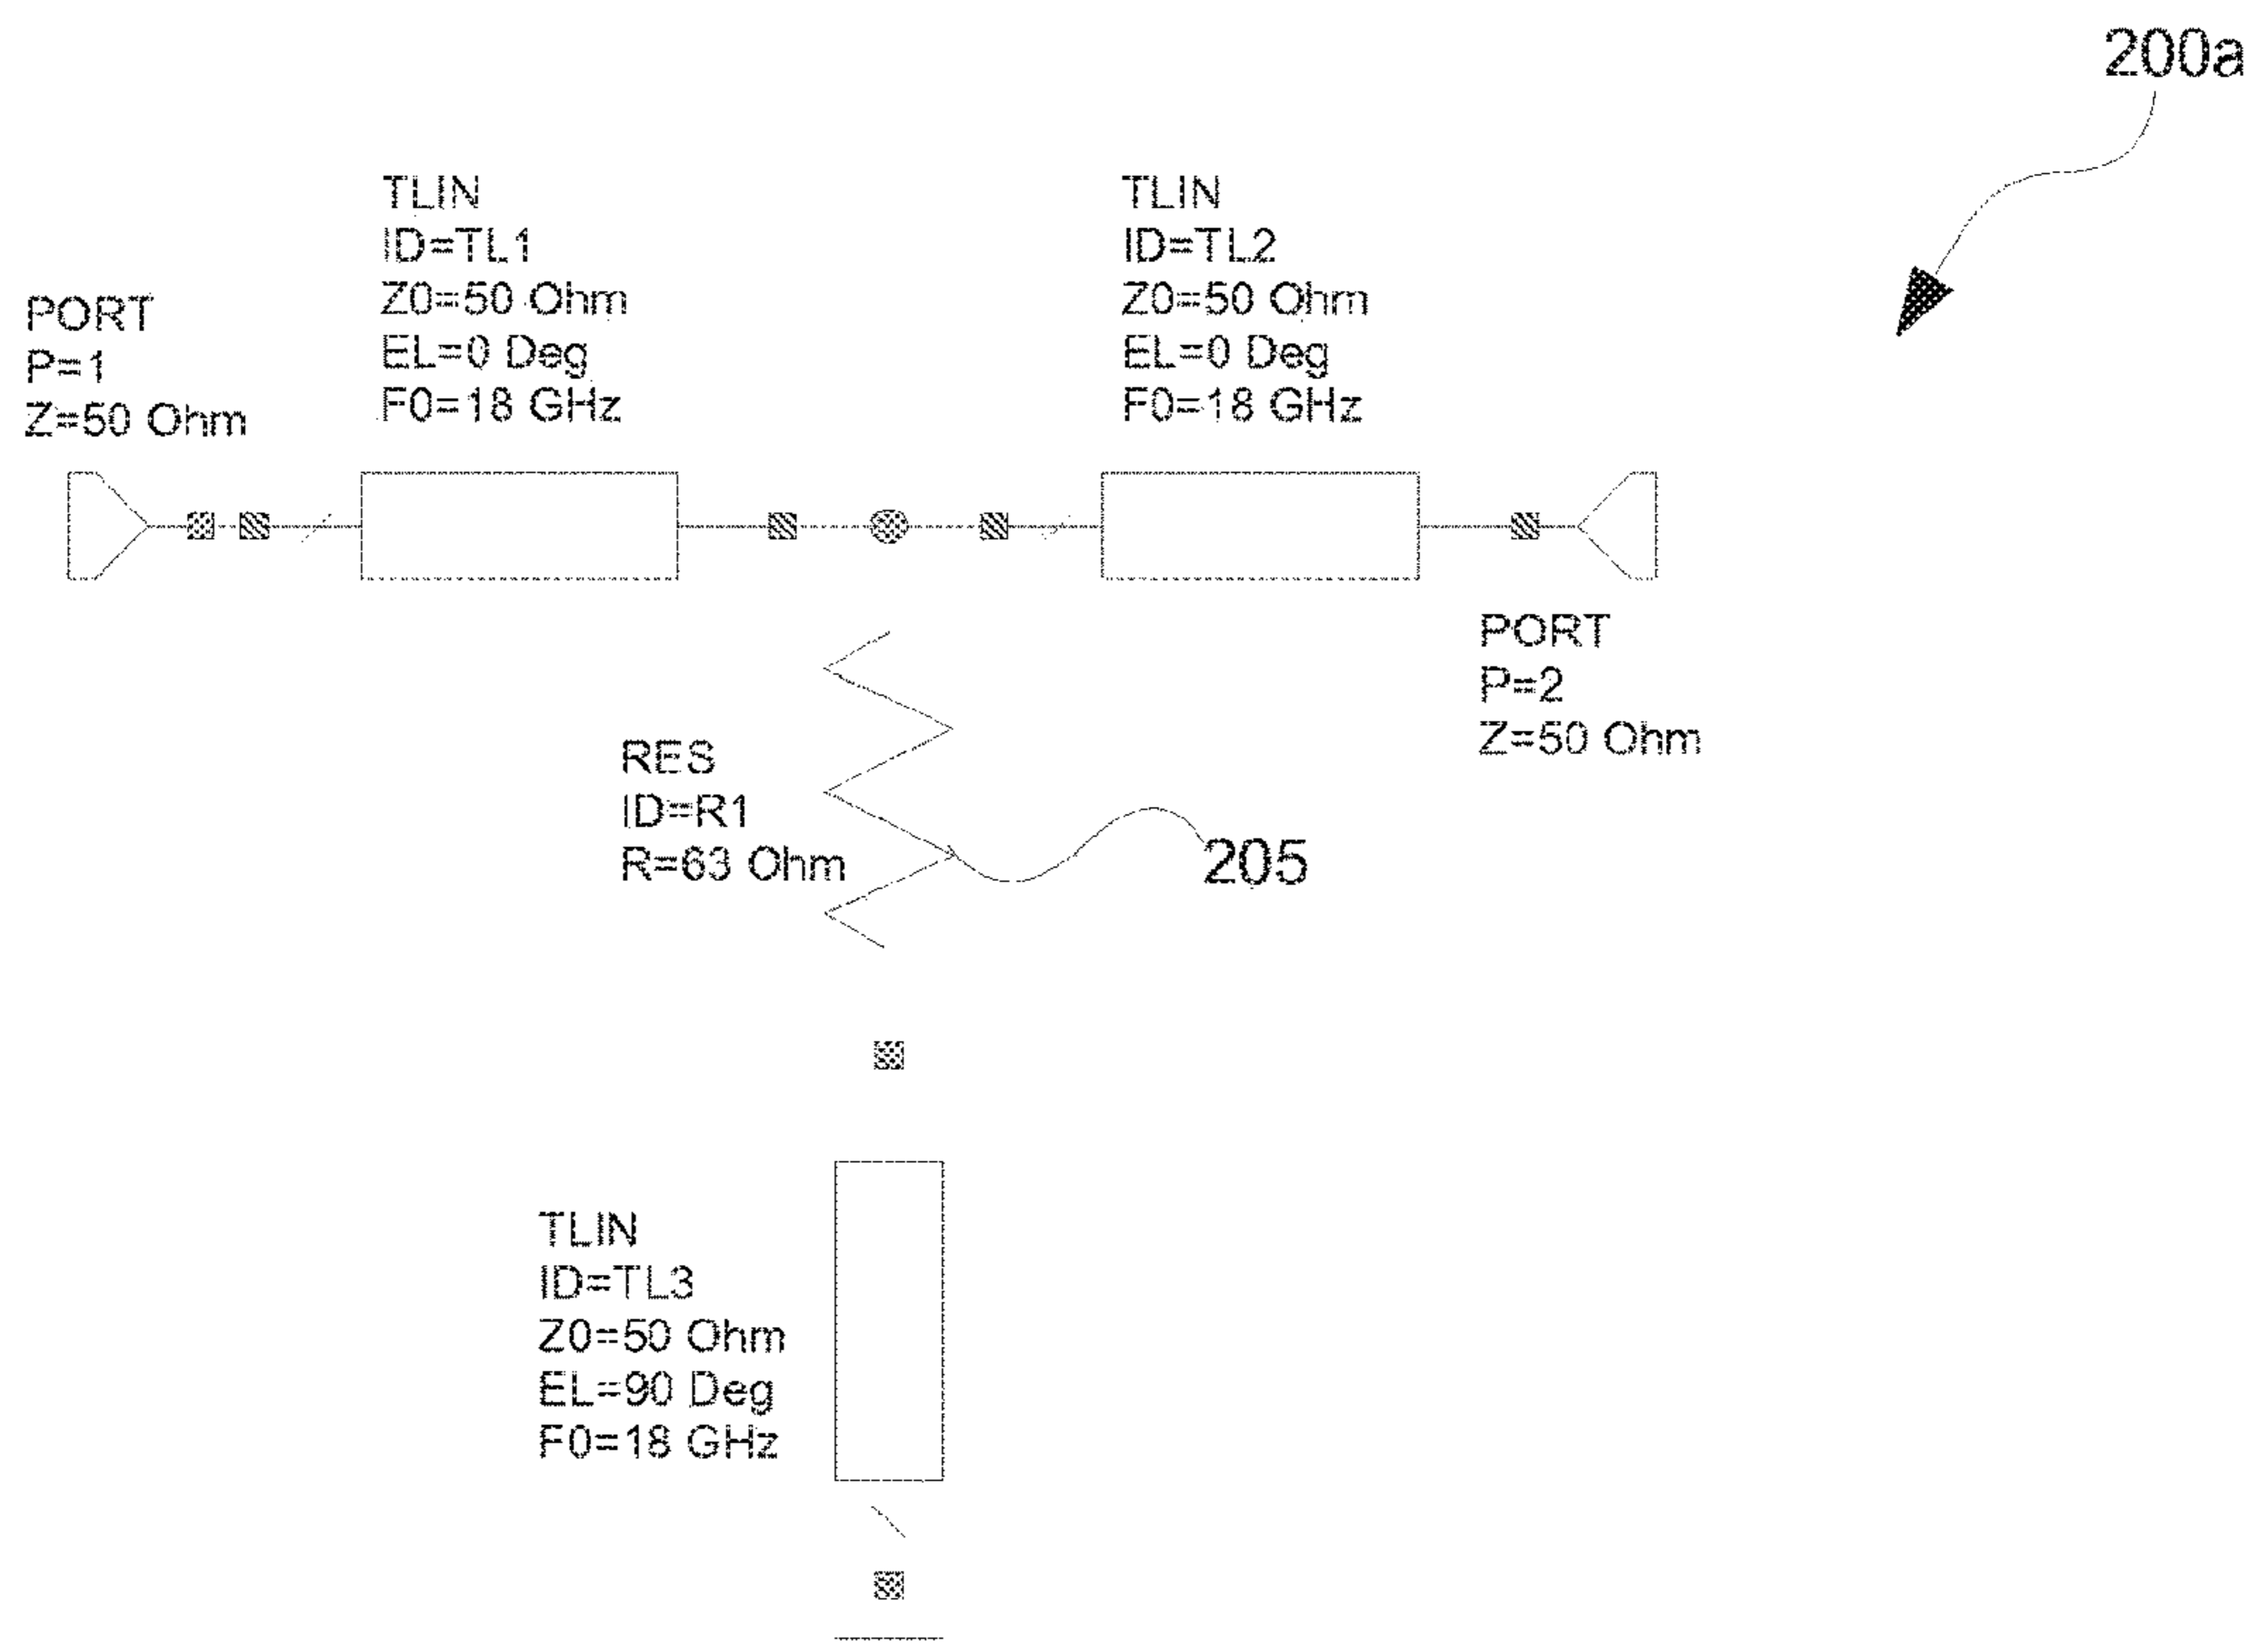 200a
TLIN
ID=TL1
Z0=50 Ohm
EL=0 Deg
F0=18 GHz
TLIN
ID=TL2
Z0=50 Ohm
EL=0 Deg
F0=18 GHz
PORT
P=1
Z=50 Ohm
PORT
P=2
Z=50 Ohm
RES
ID=R1
R=63 Ohm
205
TLIN
ID=TL3
Z0=50 Ohm
EL=90 Deg
F0=18 GHz